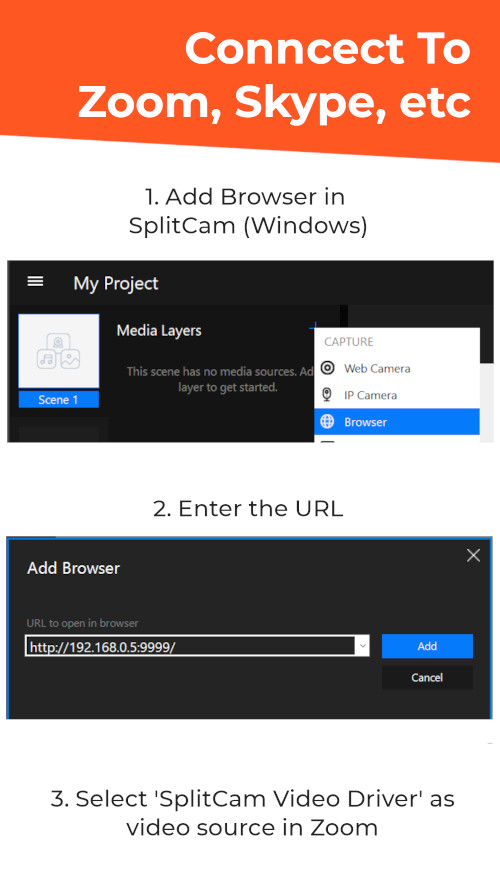 Conncect To
Zoom, Skype, etc
1. Add Browser in
SplitCam (Windows)
My Project
Media Layers
CAPTURE
This scene has no media sources. Ad
layer to get started.
Web Camera
IP Camera
Scene 1
Browser
2. Enter the URL
Add Browser
URL to open in browser
http://192.168.0.5:9999/
Add
Cancel
3. Select 'SplitCam Video Driver' as
video source in Zoom